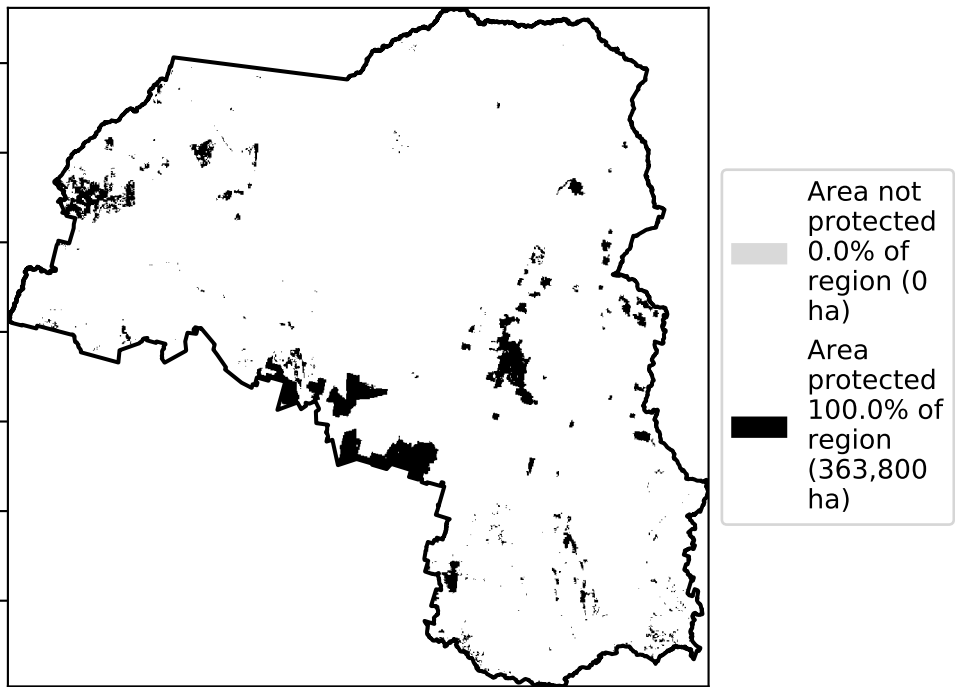 Area not
protected
0.0% of
region (0
ha)
Area
protected
100.0% of
region
(363,800
ha)